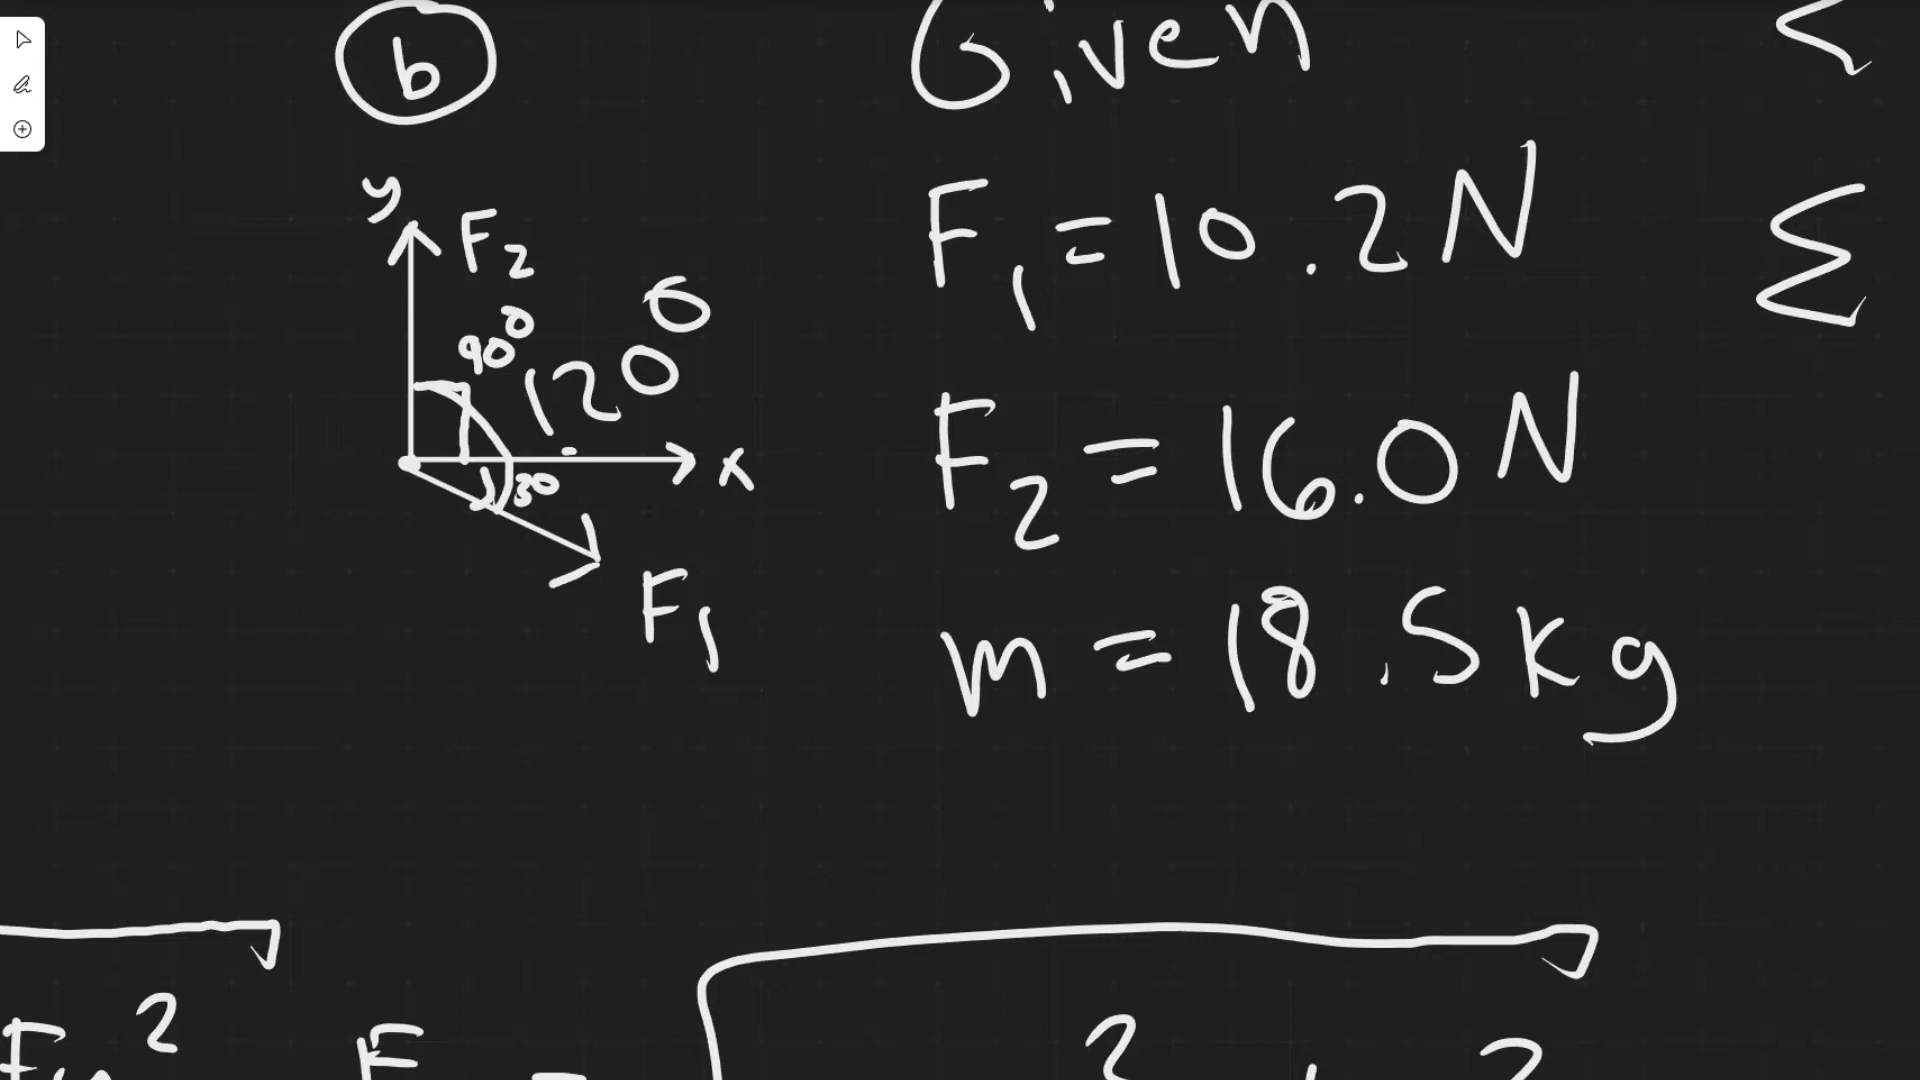 b
Given
Σ
y
F₂
90°
120°
x
30
F₁
F₁ = 10.2 N
F₂ = 16.0 N
m = 18.5 kg
Σ
2
F =
2 + 2